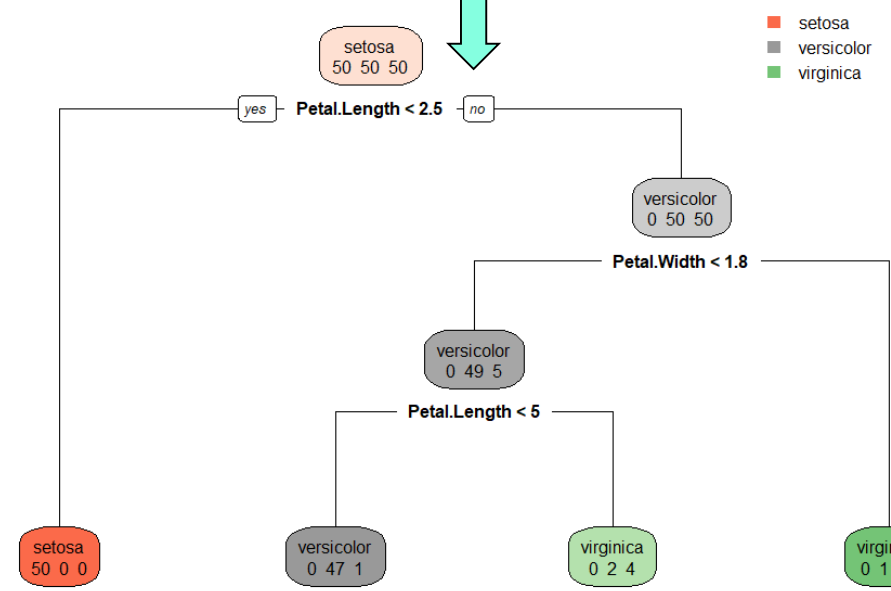 setosa
versicolor
virginica
setosa
50 50 50
yes
Petal.Length < 2.5
no
versicolor
0 50 50
Petal.Width < 1.8
versicolor
0 49 5
Petal.Length < 5
setosa
50 0 0
versicolor
0 47 1
virginica
0 2 4
0 1